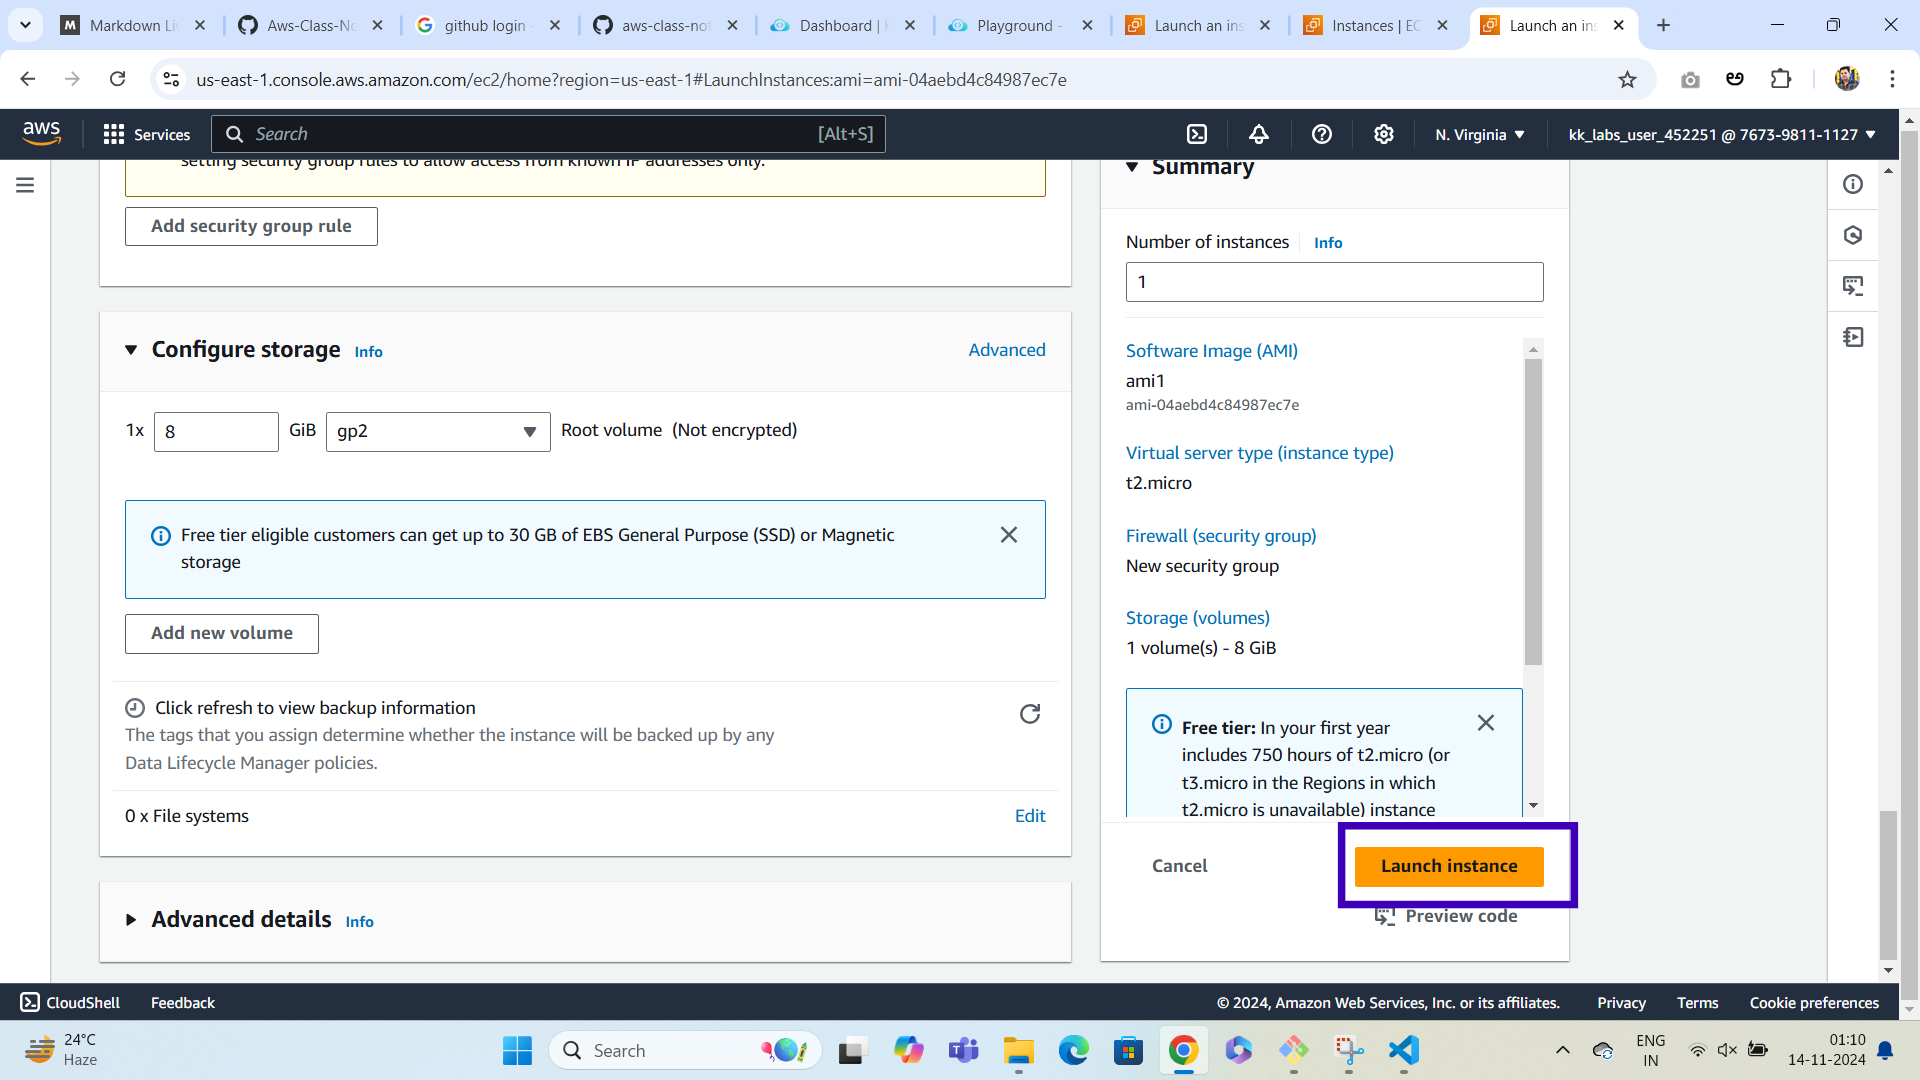 Markdown Li
Aws-Class-No
github login -
aws-class-not
Dashboard | K
Playground -
Launch an ins
Instances | EC
Launch an ins
us-east-1.console.aws.amazon.com/ec2/home?region=us-east-1#LaunchInstances:ami=ami-04aebd4c84987ec7e
aws
Services
Search
[Alt+S]
N. Virginia
kk_labs_user_452251 @ 7673-9811-1127
setting security group rules to allow access from known IP addresses only.
Add security group rule
Configure storage
Info
Advanced
1x
8
GiB
gp2
Root volume (Not encrypted)
Free tier eligible customers can get up to 30 GB of EBS General Purpose (SSD) or Magnetic
storage
Add new volume
Click refresh to view backup information
The tags that you assign determine whether the instance will be backed up by any
Data Lifecycle Manager policies.
0 x File systems
Edit
Advanced details
Info
Summary
Number of instances
Info
1
Software Image (AMI)
ami1
ami-04aebd4c84987ec7e
Virtual server type (instance type)
t2.micro
Firewall (security group)
New security group
Storage (volumes)
1 volume(s) - 8 GiB
Free tier: In your first year
includes 750 hours of t2.micro (or
t3.micro in the Regions in which
t2.micro is unavailable) instance
Cancel
Launch instance
Preview code
CloudShell
Feedback
© 2024, Amazon Web Services, Inc. or its affiliates.
Privacy
Terms
Cookie preferences
24°C
Haze
Search
ENG
IN
01:10
14-11-2024